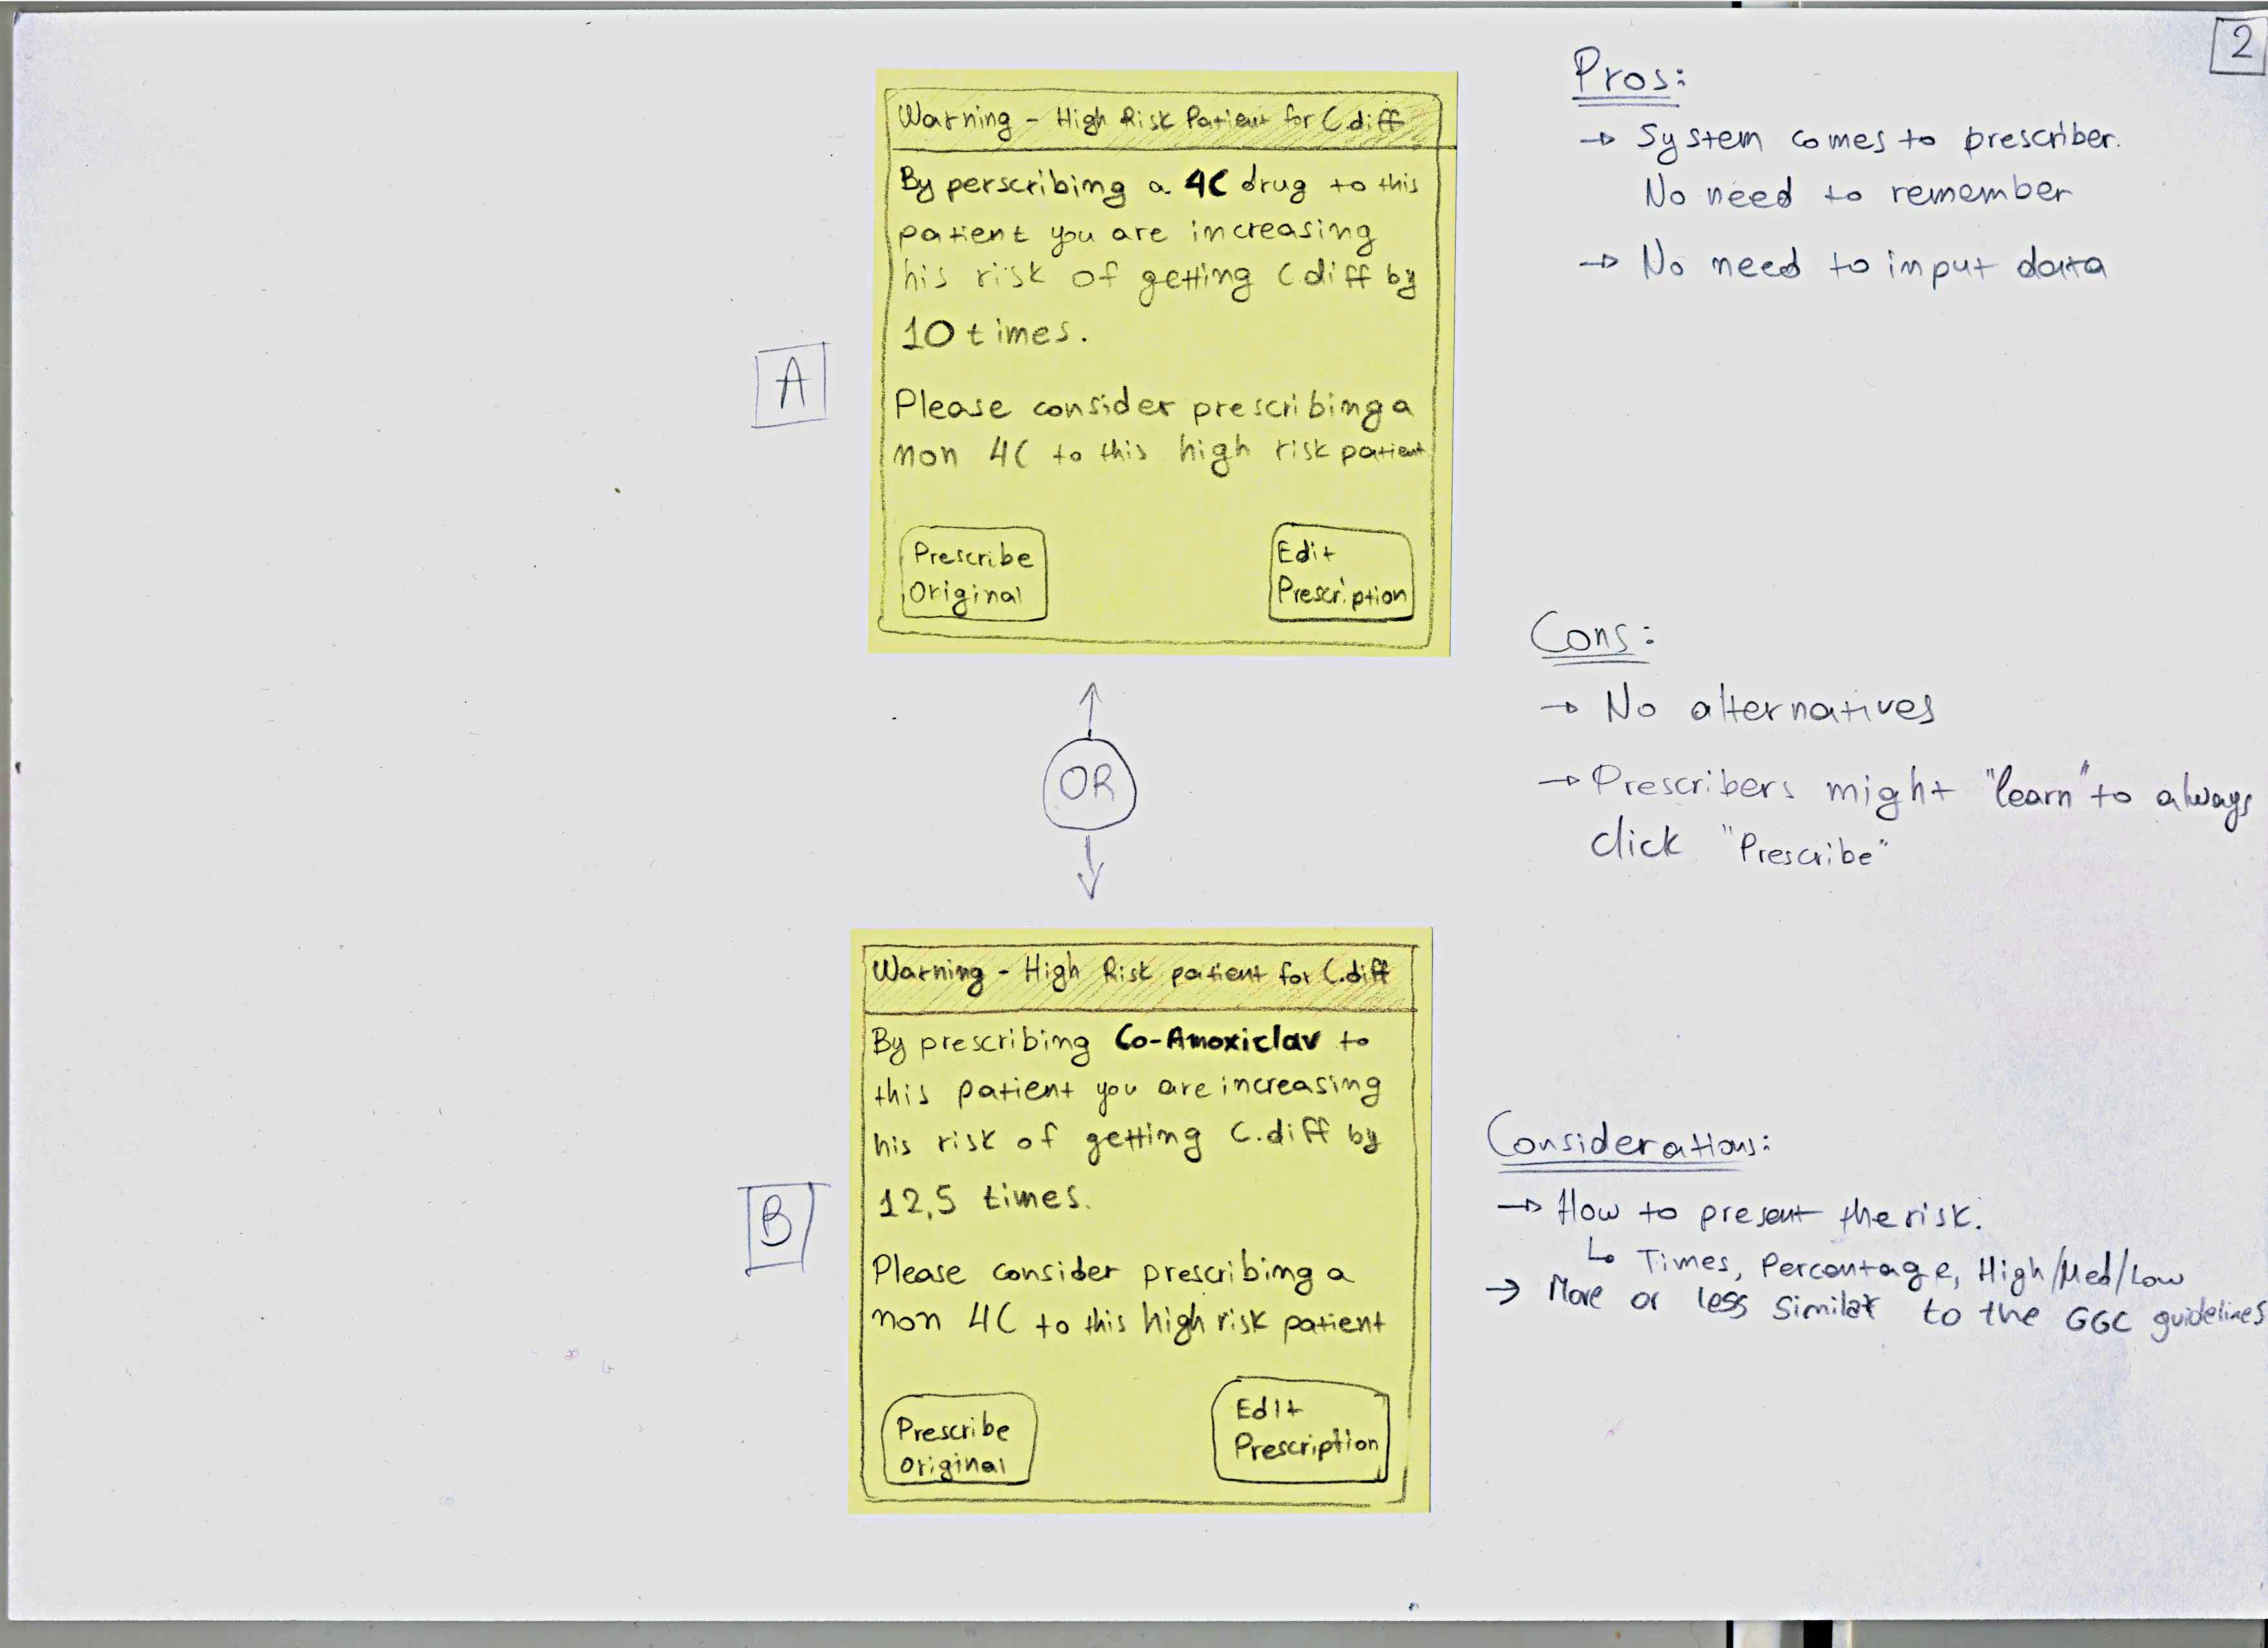 2
Warning - High Risk Patient for C.diff
By perscribing a 4C drug to this
patient you are increasing
his risk of getting C.diff by
10 times.
Please consider prescribing a
non 4C to this high risk patient
Prescribe
Original
Edit
Prescription
A
OR
B
Warning - High Risk patient for C.diff
By prescribing Co-Amoxiclav to
this patient you are increasing
his risk of getting C.diff by
12,5 times.
Please consider prescribing a
non 4C to this high risk patient
Prescribe
original
Edit
Prescription
Pros:
→ System comes to prescriber.
No need to remember
→ No need to input data
Cons:
→ No alternatives
→ Prescribers might "learn" to always
click "Prescribe"
Considerations:
→ How to present the risk.
↳ Times, Percentage, High/Med/Low
→ More or less similar to the GGC guidelines